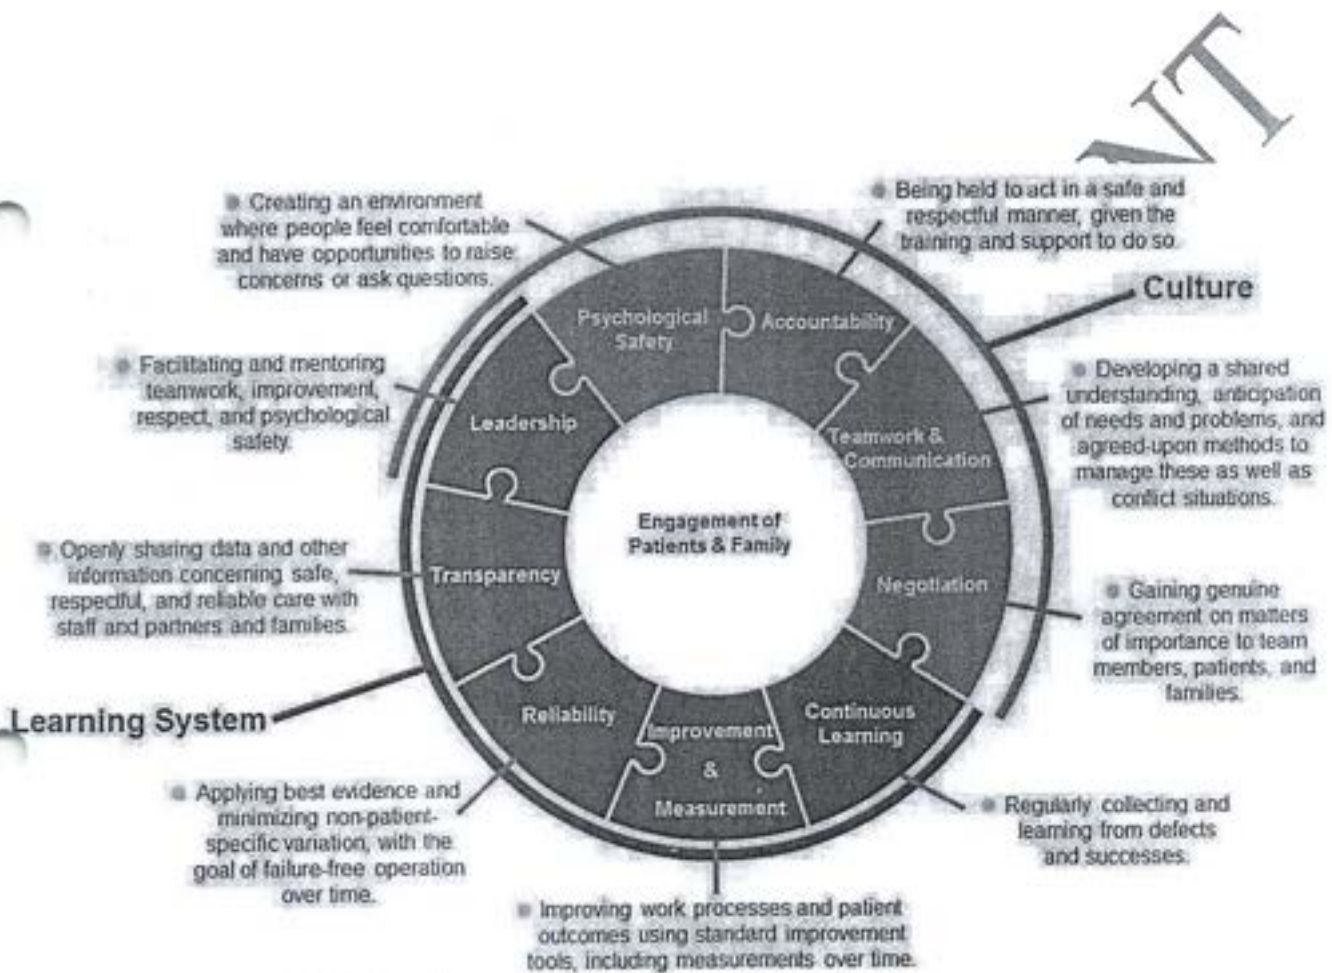 NT
Creating an environment
where people feel comfortable
and have opportunities to raise
concerns or ask questions.
Being held to act in a safe and
respectful manner, given the
training and support to do so.
Culture
Psychological
Safety
Accountability
Facilitating and mentoring
teamwork, improvement,
respect, and psychological
safety.
Leadership
Developing a shared
understanding, anticipation
of needs and problems, and
agreed-upon methods to
manage these as well as
conflict situations.
Teamwork &
Communication
Engagement of
Patients & Family
Openly sharing data and other
information concerning safe,
respectful, and reliable care with
staff and partners and families.
Transparency
Negotiation
Gaining genuine
agreement on matters
of importance to team
members, patients, and
families.
Learning System
Reliability
Improvement
&
Measurement
Continuous
Learning
Applying best evidence and
minimizing non-patient-
specific variation, with the
goal of failure-free operation
over time.
Regularly collecting and
learning from defects
and successes.
Improving work processes and patient
outcomes using standard improvement
tools, including measurements over time.